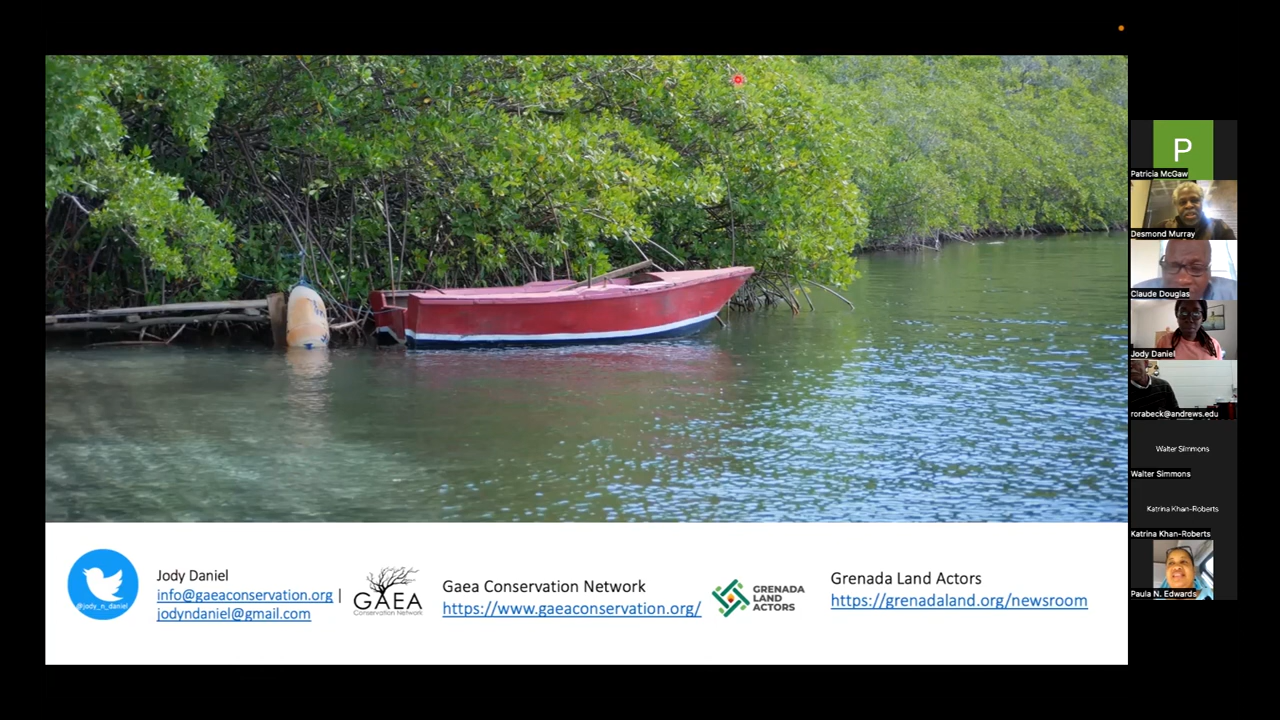 @jody_n_daniel
Jody Daniel
info@gaeaconservation.org |
jodyndaniel@gmail.com
GAEA
Conservation Network
Gaea Conservation Network
https://www.gaeaconservation.org/
GRENADA
LAND
ACTORS
Grenada Land Actors
https://grenadaland.org/newsroom
P
Patricia McGaw
Desmond Murray
Claude Douglas
Jody Daniel
rorabeck@andrews.edu
Walter Simmons
Walter Simmons
Katrina Khan-Roberts
Katrina Khan-Roberts
Paula N. Edwards